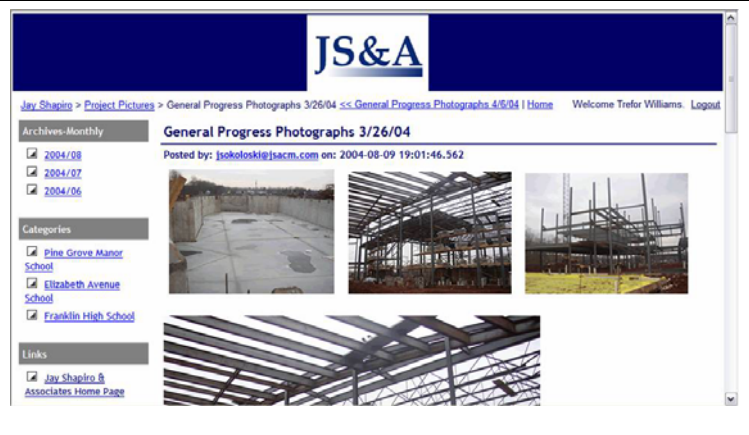 JS&A
Jay Shapiro > Project Pictures > General Progress Photographs 3/26/04 << General Progress Photographs 4/6/04 | Home Welcome Trefor Williams. Logout
Archives-Monthly
2004/08
2004/07
2004/06
Categories
Pine Grove Manor
School
Elizabeth Avenue
School
Franklin High School
Links
Jay Shapiro &
Associates Home Page
General Progress Photographs 3/26/04
Posted by: jsokoloski@jsacm.com on: 2004-08-09 19:01:46.562